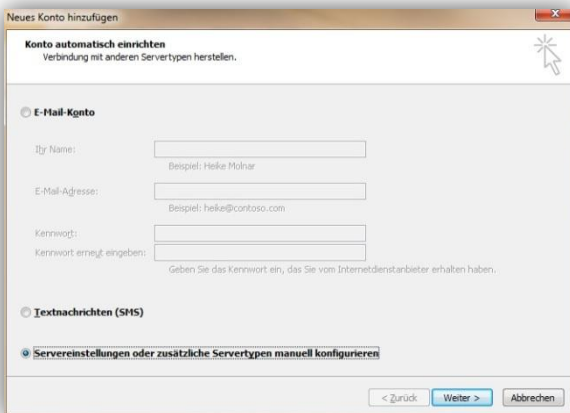 Neues Konto hinzufügen
Konto automatisch einrichten
Verbindung mit anderen Servertypen herstellen.
E-Mail-Konto
Ihr Name:
Beispiel: Heike Molnar
E-Mail-Adresse:
Beispiel: heike@contoso.com
Kennwort:
Kennwort erneut eingeben:
Geben Sie das Kennwort ein, das Sie vom Internetdienstanbieter erhalten haben.
Textnachrichten (SMS)
Servereinstellungen oder zusätzliche Servertypen manuell konfigurieren
< Zurück Weiter > Abbrechen